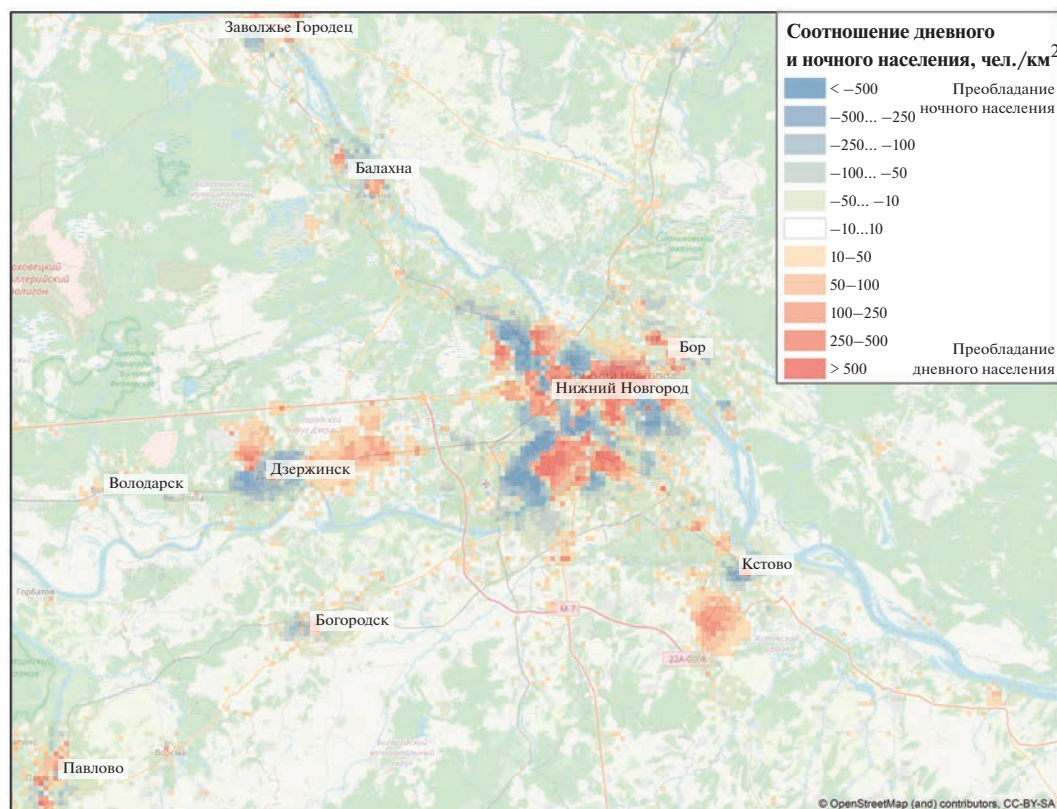 Заволжье Городец
Балахна
Бор
Нижний Новгород
Дзержинск
Володарск
Кстово
Богородск
Павлово
Горбатов
Ворсма
М-7
22А-0008
Соотношение дневного
и ночного населения, чел./км²
< −500
Преобладание
−500... −250
ночного населения
−250... −100
−100... −50
−50... −10
−10...10
10−50
50−100
100−250
250−500
Преобладание
> 500
дневного населения
© OpenStreetMap (and) contributors, CC-BY-SA